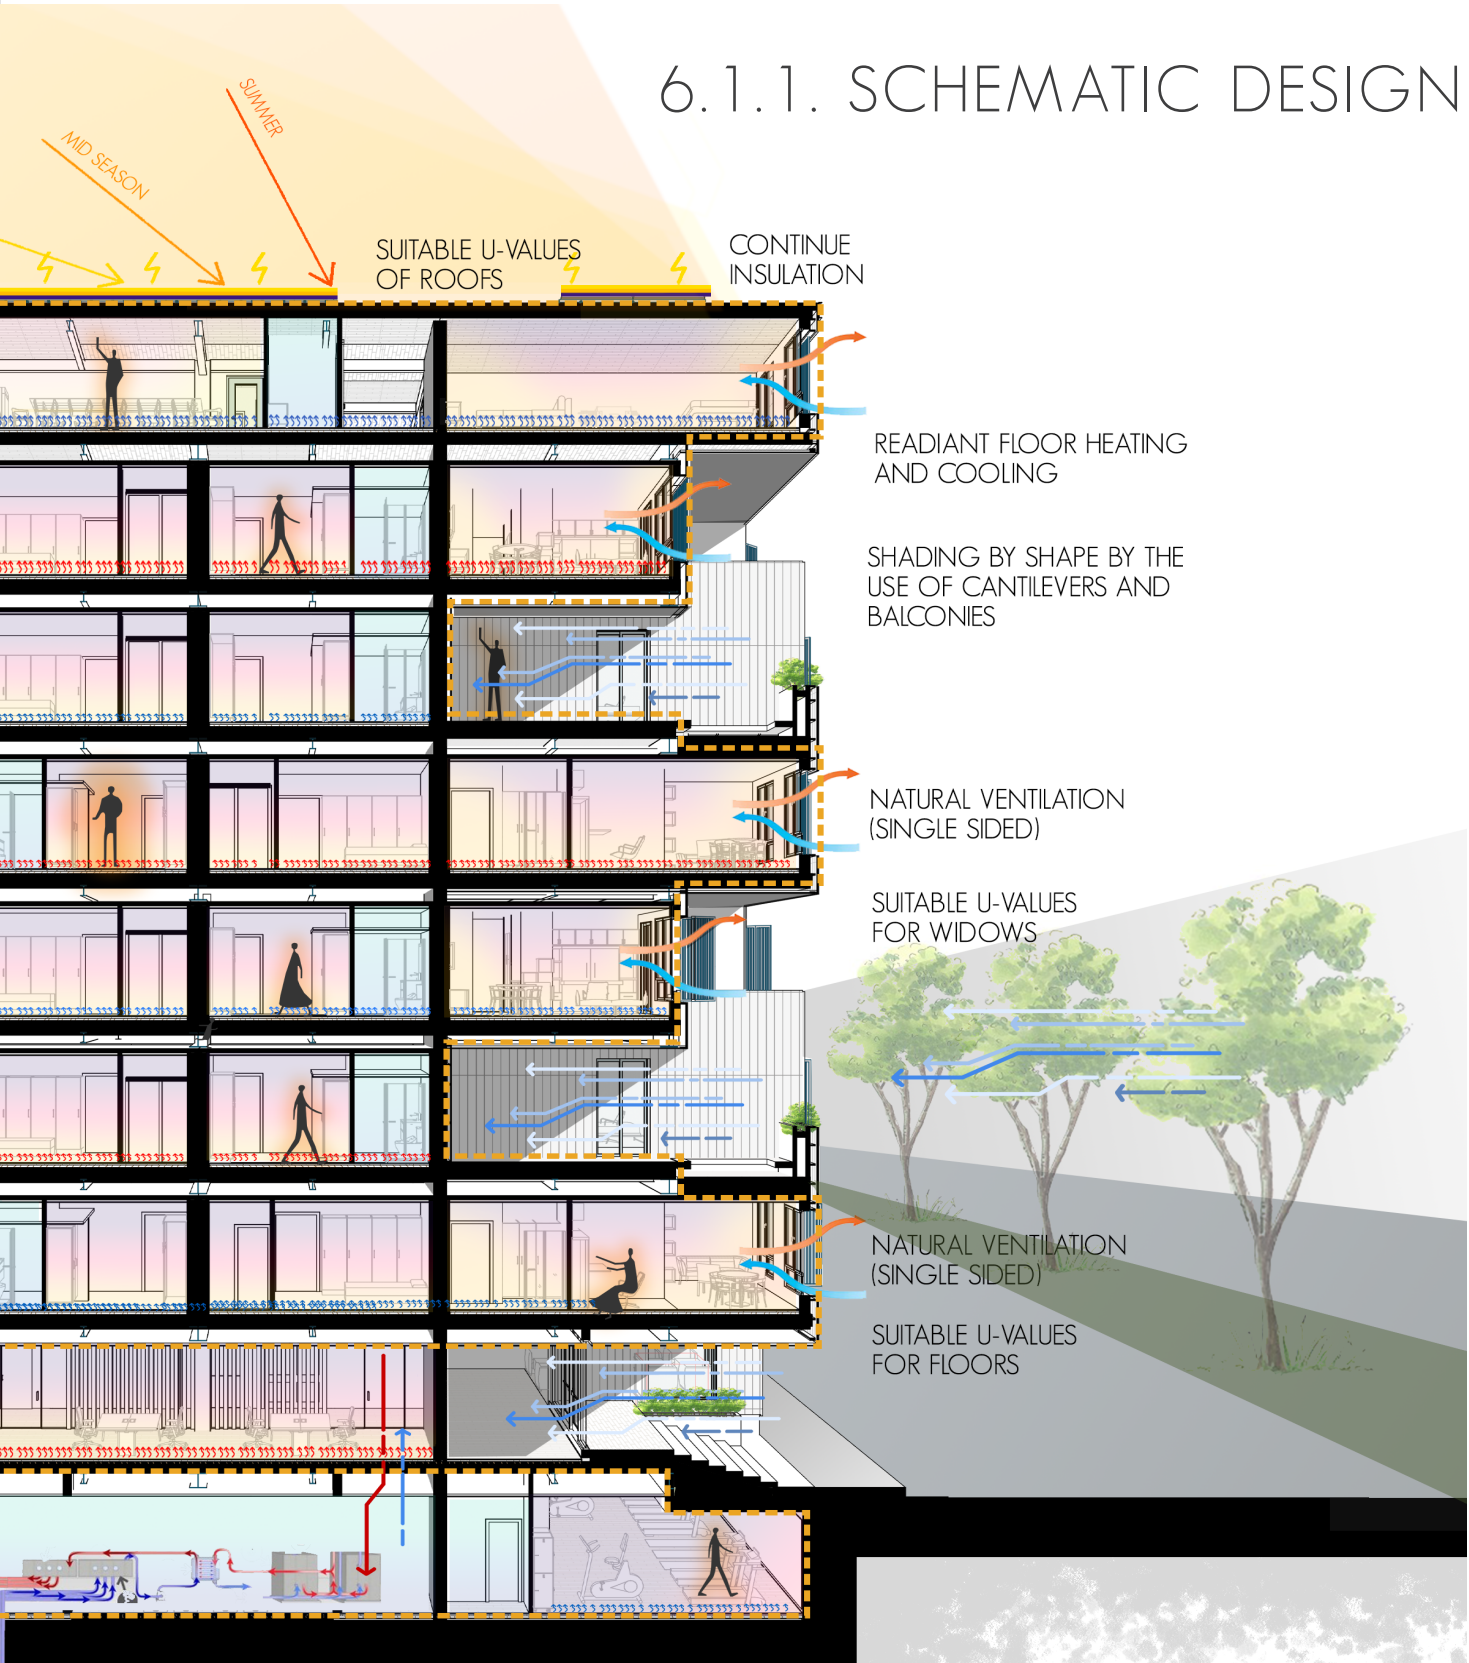 6.1.1. SCHEMATIC DESIGN
SUMMER
MID SEASON
SUITABLE U-VALUES
OF ROOFS
CONTINUE
INSULATION
READIANT FLOOR HEATING
AND COOLING
SHADING BY SHAPE BY THE
USE OF CANTILEVERS AND
BALCONIES
NATURAL VENTILATION
(SINGLE SIDED)
SUITABLE U-VALUES
FOR WIDOWS
NATURAL VENTILATION
(SINGLE SIDED)
SUITABLE U-VALUES
FOR FLOORS